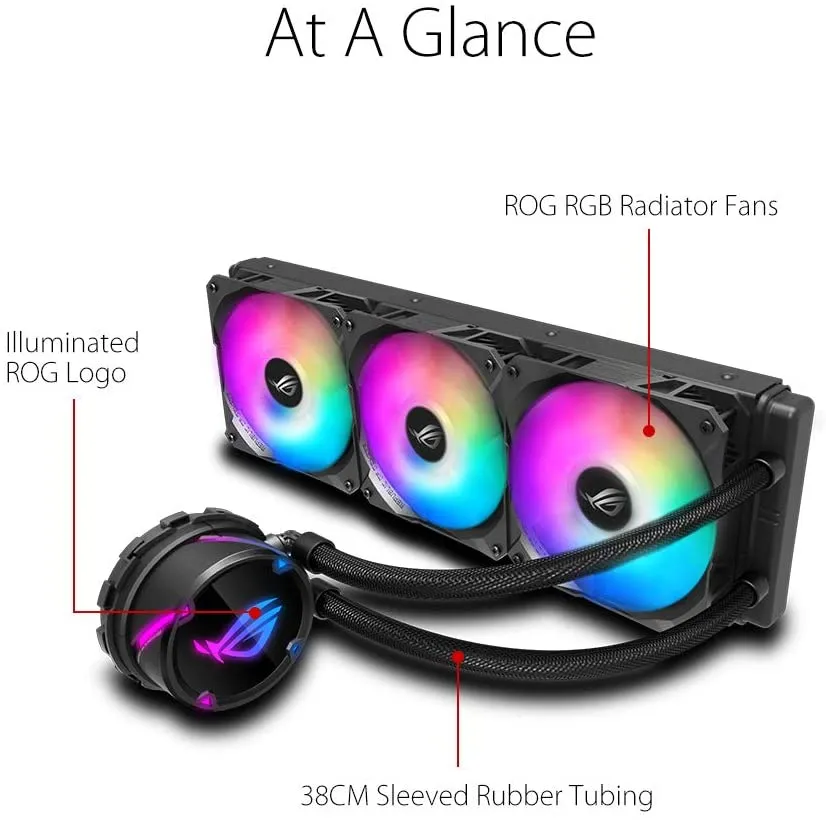 At A Glance
ROG RGB Radiator Fans
Illuminated
ROG Logo
38CM Sleeved Rubber Tubing